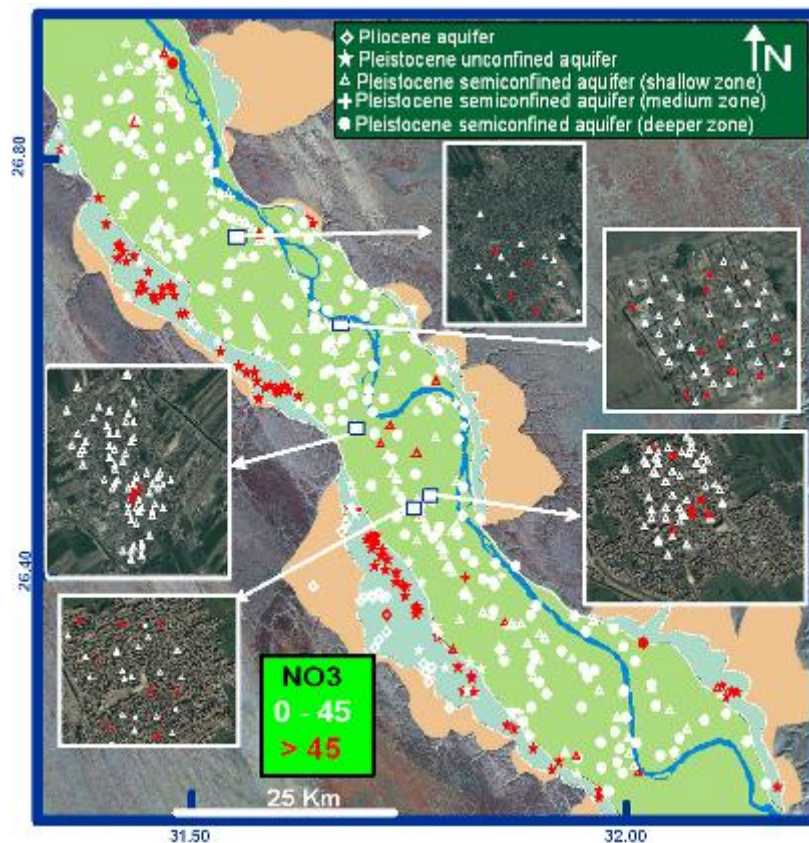 Pliocene aquifer
Pleistocene unconfined aquifer
Pleistocene semiconfined aquifer (shallow zone)
Pleistocene semiconfined aquifer (medium zone)
Pleistocene semiconfined aquifer (deeper zone)
N
26.80
26.40
NO3
0 - 45
> 45
25 Km
31.50
32.00